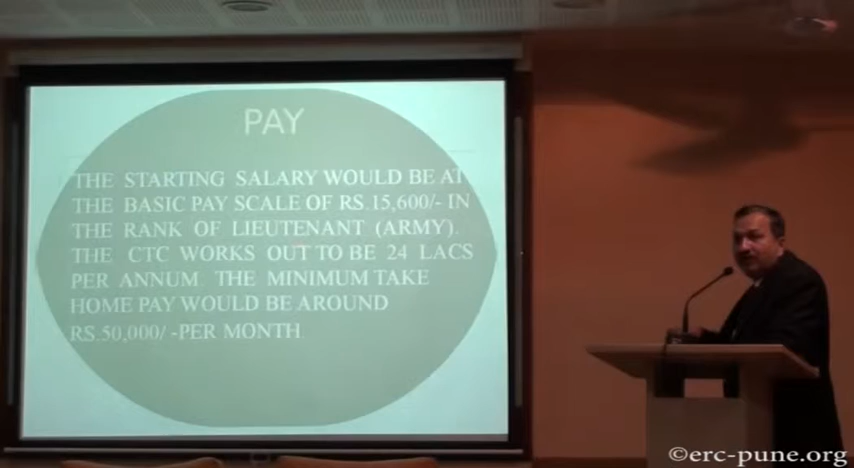 PAY
THE STARTING SALARY WOULD BE AT
THE BASIC PAY SCALE OF RS.15,600/- IN
THE RANK OF LIEUTENANT (ARMY).
THE CTC WORKS OUT TO BE 24 LACS
PER ANNUM. THE MINIMUM TAKE
HOME PAY WOULD BE AROUND
RS.50,000/ -PER MONTH
©erc-pune.org